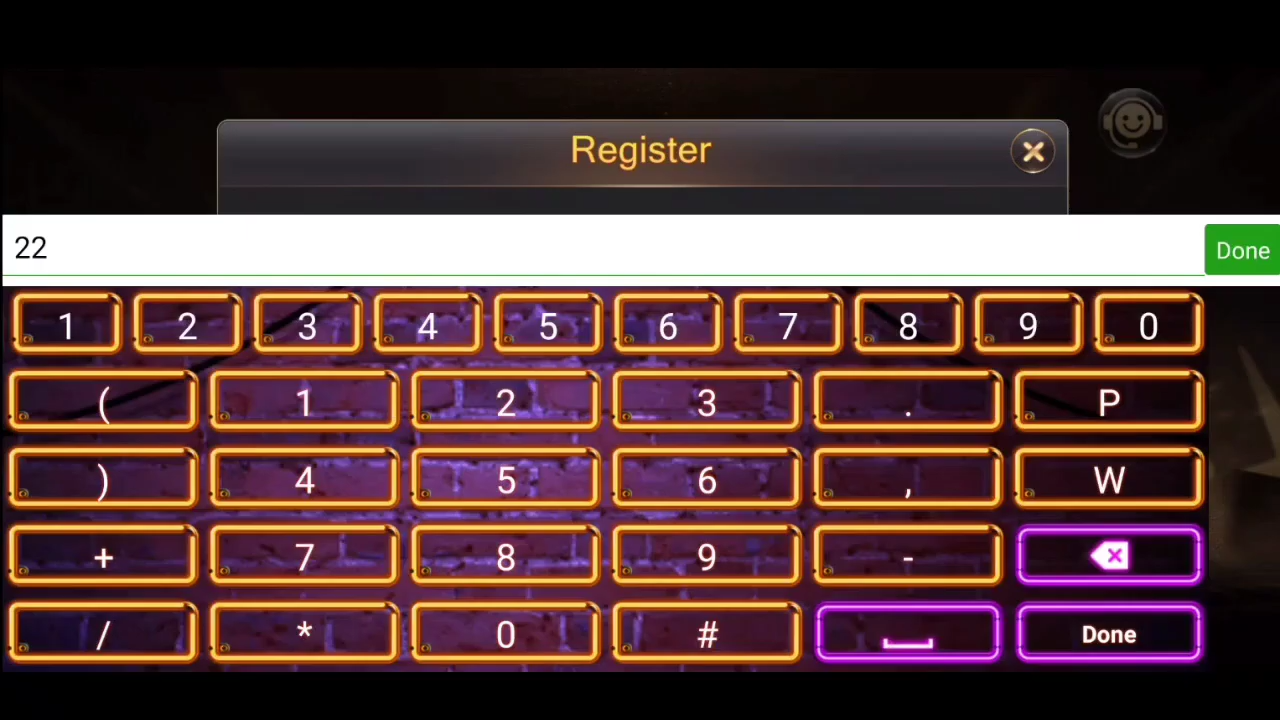 Register
22
Done
1 2 3 4 5 6 7 8 9 0
( 1 2 3 . P
) 4 5 6 , W
+ 7 8 9 -
/ * 0 # Done